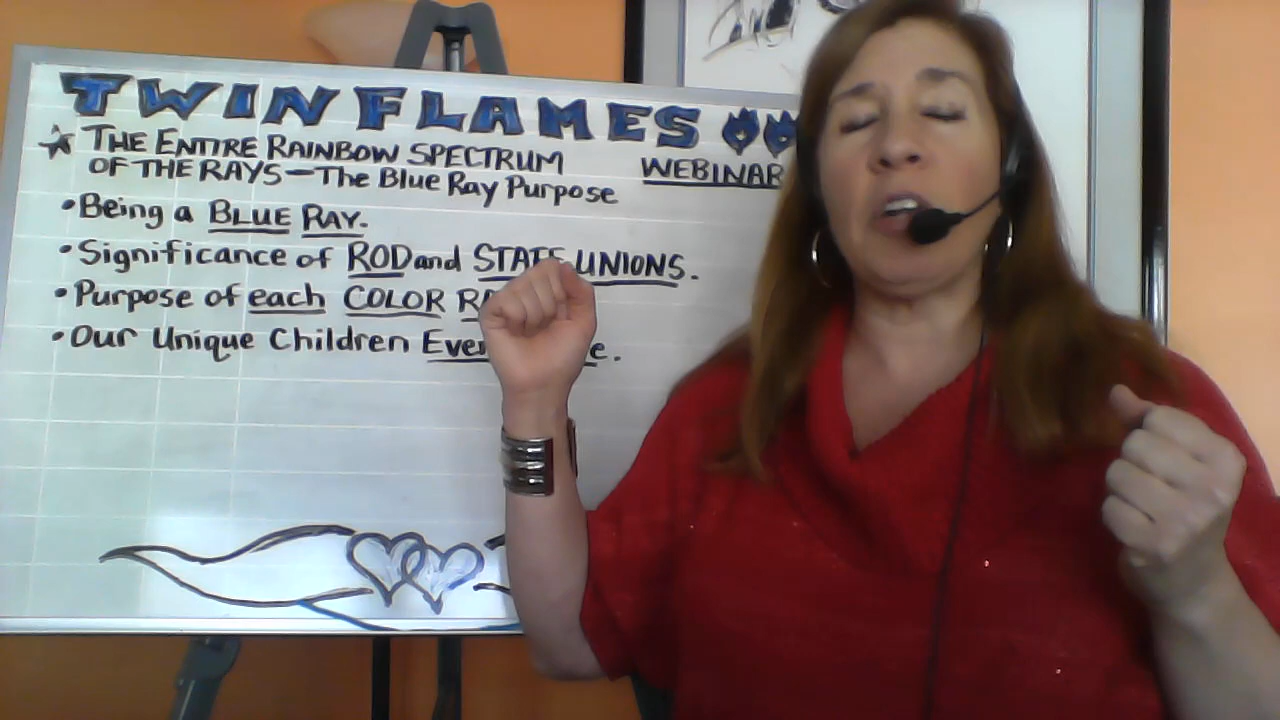 TWIN FLAMES
THE ENTIRE RAINBOW SPECTRUM
OF THE RAYS—The Blue Ray Purpose
WEBINAR
•Being a BLUE RAY.
•Significance of ROD and STAFF UNIONS.
•Purpose of each COLOR
•Our Unique Children